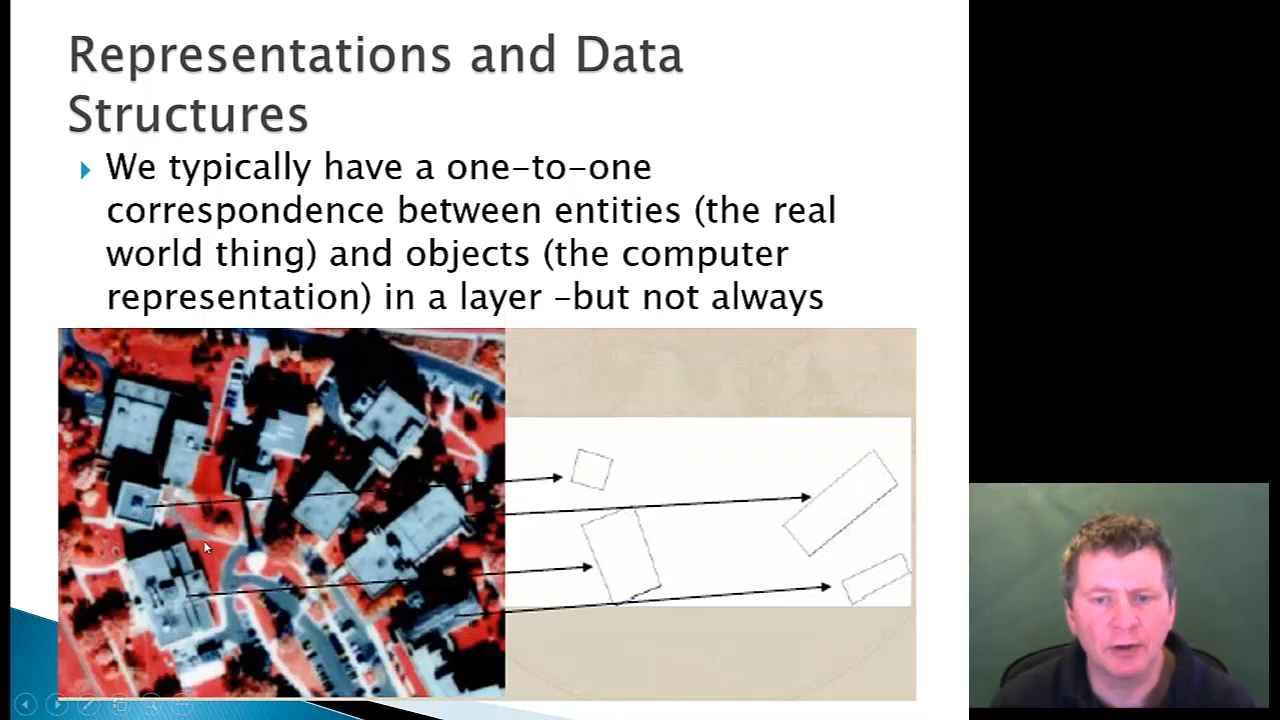 Representations and Data
Structures
We typically have a one-to-one
correspondence between entities (the real
world thing) and objects (the computer
representation) in a layer –but not always